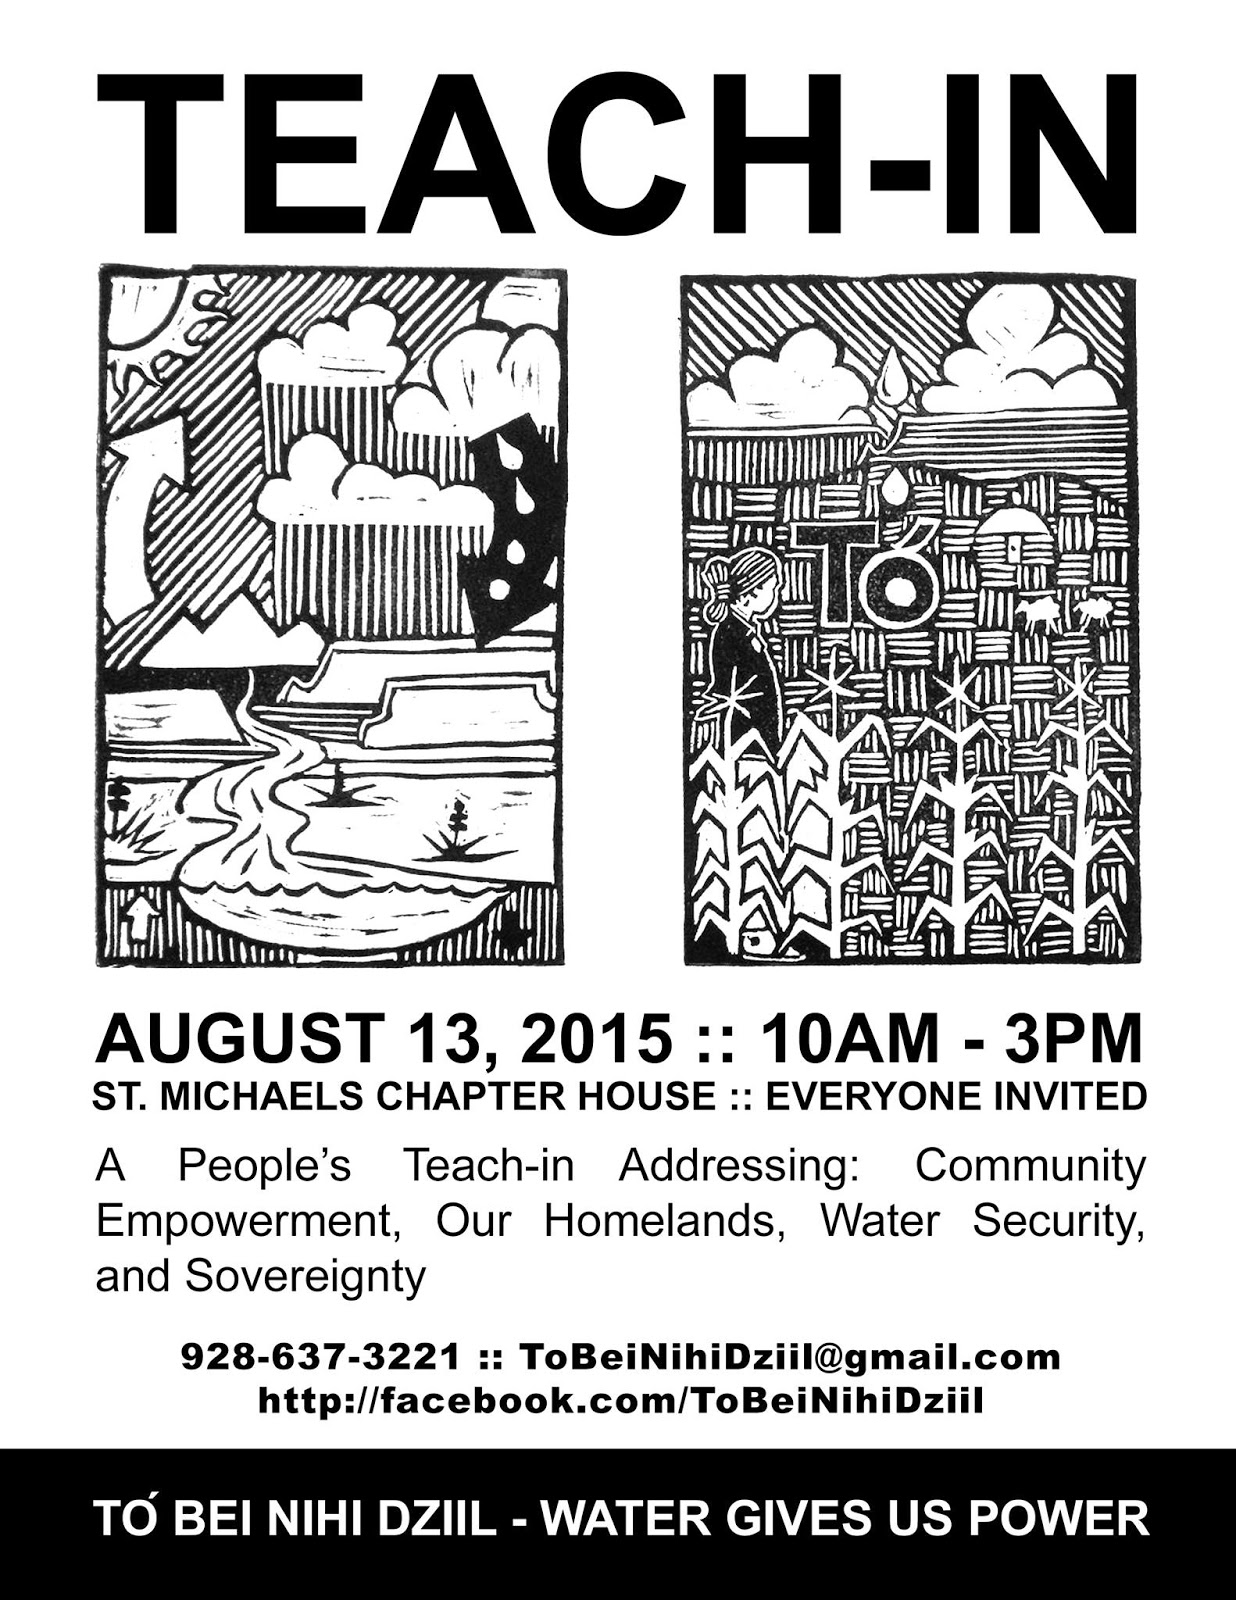 TEACH-IN
Tó
AUGUST 13, 2015 :: 10AM - 3PM
ST. MICHAELS CHAPTER HOUSE :: EVERYONE INVITED
A People’s Teach-in Addressing: Community
Empowerment, Our Homelands, Water Security,
and Sovereignty
928-637-3221 :: ToBeiNihiDziil@gmail.com
http://facebook.com/ToBeiNihiDziil
TÓ BEI NIHI DZIIL - WATER GIVES US POWER